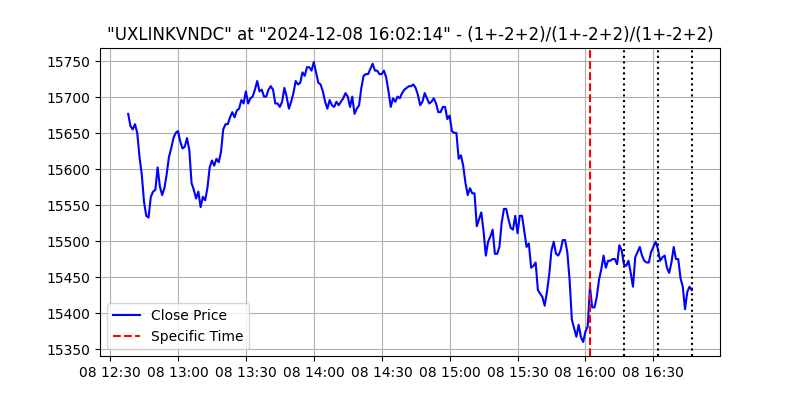 "UXLINKVNDC" at "2024-12-08 16:02:14" - (1+-2+2)/(1+-2+2)/(1+-2+2)
15750
15700
15650
15600
15550
15500
15450
15400
15350
Close Price
Specific Time
08 12:30 08 13:00 08 13:30 08 14:00 08 14:30 08 15:00 08 15:30 08 16:00 08 16:30